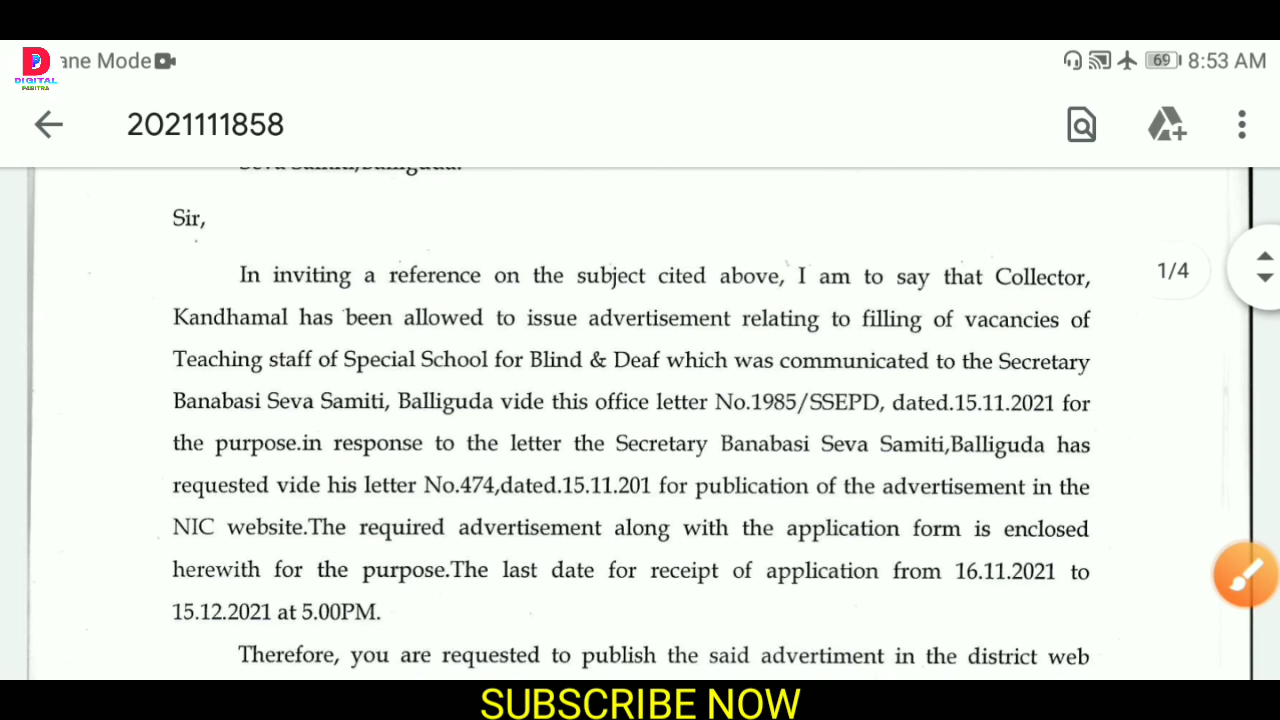 ane Mode
69 8:53 AM
DIGITAL
PABITRA
2021111858
Seva Samiti,Balliguda.
Sir,
In inviting a reference on the subject cited above, I am to say that Collector,
1/4
Kandhamal has been allowed to issue advertisement relating to filling of vacancies of
Teaching staff of Special School for Blind & Deaf which was communicated to the Secretary
Banabasi Seva Samiti, Balliguda vide this office letter No.1985/SSEPD, dated.15.11.2021 for
the purpose.in response to the letter the Secretary Banabasi Seva Samiti,Balliguda has
requested vide his letter No.474,dated.15.11.201 for publication of the advertisement in the
NIC website.The required advertisement along with the application form is enclosed
herewith for the purpose.The last date for receipt of application from 16.11.2021 to
15.12.2021 at 5.00PM.
Therefore, you are requested to publish the said advertiment in the district web
SUBSCRIBE NOW